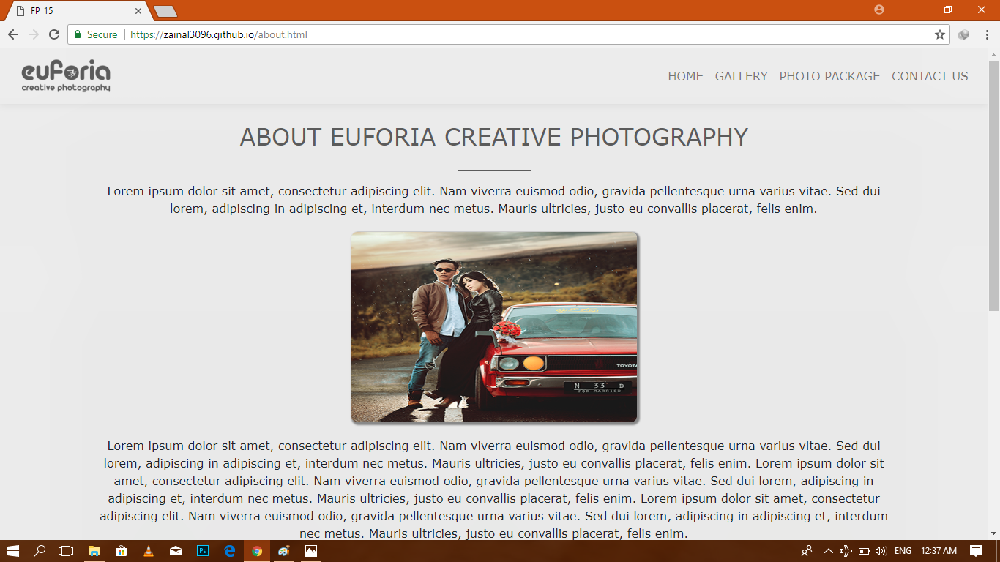 FP_15
Secure
https://zainal3096.github.io/about.html
euforia
creative photography
HOME GALLERY PHOTO PACKAGE CONTACT US
ABOUT EUFORIA CREATIVE PHOTOGRAPHY
Lorem ipsum dolor sit amet, consectetur adipiscing elit. Nam viverra euismod odio, gravida pellentesque urna varius vitae. Sed dui
lorem, adipiscing in adipiscing et, interdum nec metus. Mauris ultricies, justo eu convallis placerat, felis enim.
TOYOTA
N 33 D
FOR MARRIED
Lorem ipsum dolor sit amet, consectetur adipiscing elit. Nam viverra euismod odio, gravida pellentesque urna varius vitae. Sed dui
lorem, adipiscing in adipiscing et, interdum nec metus. Mauris ultricies, justo eu convallis placerat, felis enim. Lorem ipsum dolor sit
amet, consectetur adipiscing elit. Nam viverra euismod odio, gravida pellentesque urna varius vitae. Sed dui lorem, adipiscing in
adipiscing et, interdum nec metus. Mauris ultricies, justo eu convallis placerat, felis enim. Lorem ipsum dolor sit amet, consectetur
adipiscing elit. Nam viverra euismod odio, gravida pellentesque urna varius vitae. Sed dui lorem, adipiscing in adipiscing et, interdum
nec metus. Mauris ultricies, justo eu convallis placerat, felis enim.
Ps
ENG
12:37 AM